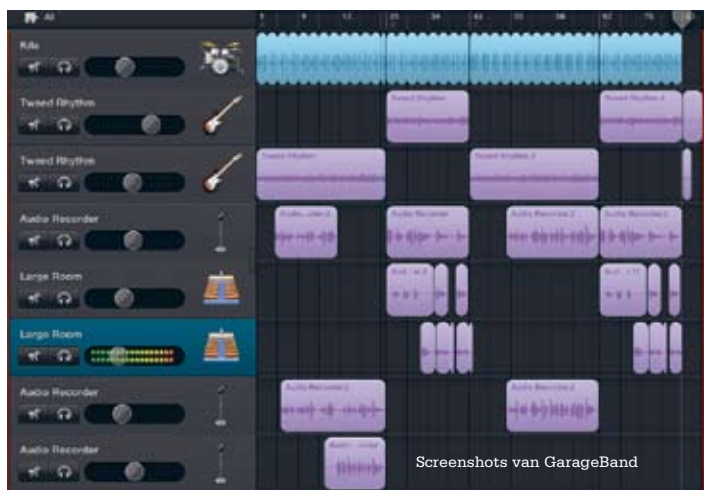 All
Kits
Tweed Rhythm
Tweed Rhythm
Tweed Rhythm 2
Tweed Rhythm
Tweed Rhythm
Tweed Rhythm 2
Audio Recorder
Audio Recorder
Audio Recorder 2
Audio Recorder 2
Large Room
Large Room
Audio Recorder
Audio Recorder 2
Audio Recorder 2
Audio Recorder
Screenshots van GarageBand